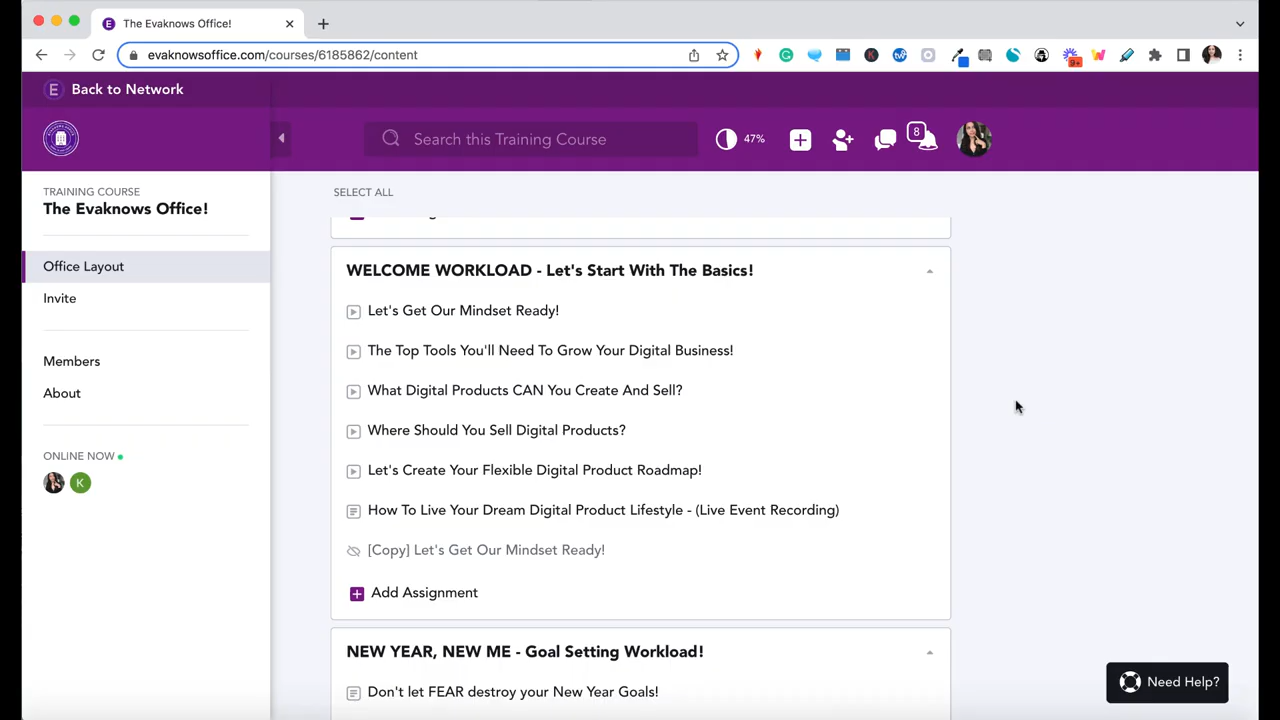 The Evaknows Office!
evaknowsoffice.com/courses/6185862/content
9+
E Back to Network
Search this Training Course
47%
8
TRAINING COURSE
The Evaknows Office!
Office Layout
Invite
Members
About
ONLINE NOW
K
SELECT ALL
WELCOME WORKLOAD - Let's Start With The Basics!
Let's Get Our Mindset Ready!
The Top Tools You'll Need To Grow Your Digital Business!
What Digital Products CAN You Create And Sell?
Where Should You Sell Digital Products?
Let's Create Your Flexible Digital Product Roadmap!
How To Live Your Dream Digital Product Lifestyle - (Live Event Recording)
[Copy] Let's Get Our Mindset Ready!
Add Assignment
NEW YEAR, NEW ME - Goal Setting Workload!
Don't let FEAR destroy your New Year Goals!
Need Help?